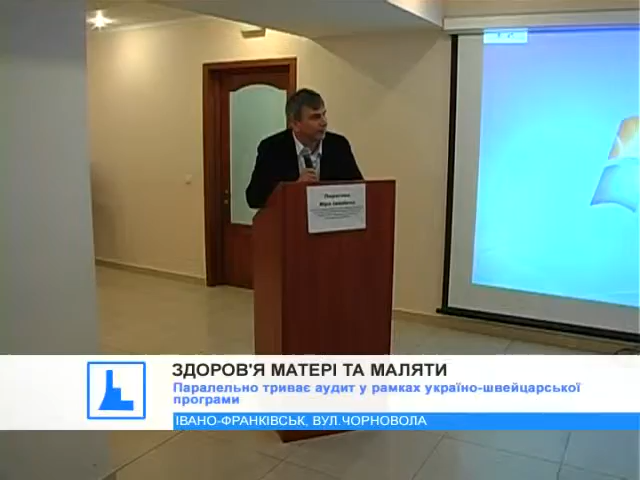 ЗДОРОВ'Я МАТЕРІ ТА МАЛЯТИ
Паралельно триває аудит у рамках україно-швейцарської
програми
ІВАНО-ФРАНКІВСЬК, ВУЛ.ЧОРНОВОЛА